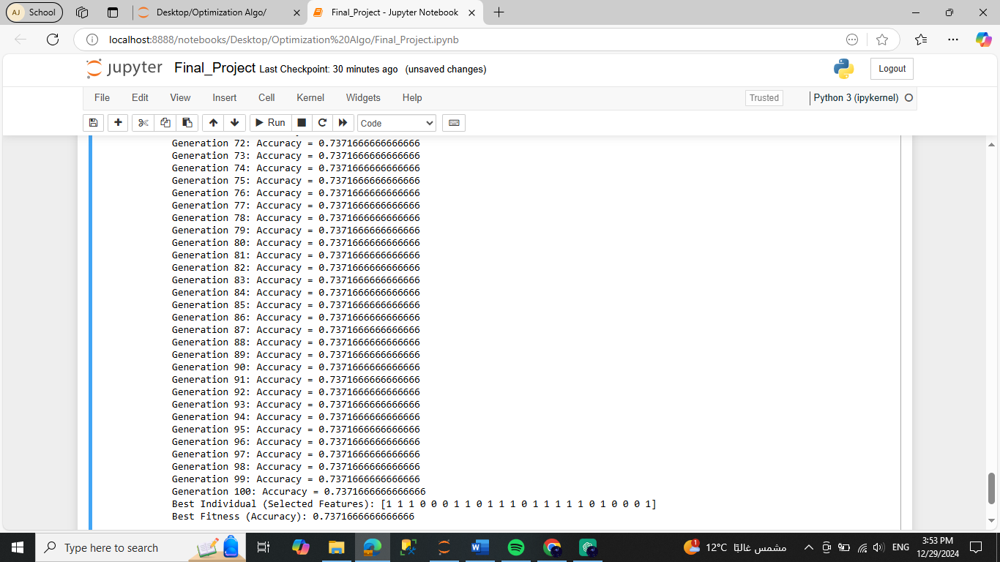 AJ School
Desktop/Optimization Algo/
Final_Project - Jupyter Notebook
localhost:8888/notebooks/Desktop/Optimization%20Algo/Final_Project.ipynb
jupyter Final_Project Last Checkpoint: 30 minutes ago (unsaved changes)
Logout
File Edit View Insert Cell Kernel Widgets Help
Trusted
Python 3 (ipykernel)
Run
Code
Generation 72: Accuracy = 0.7371666666666666
Generation 73: Accuracy = 0.7371666666666666
Generation 74: Accuracy = 0.7371666666666666
Generation 75: Accuracy = 0.7371666666666666
Generation 76: Accuracy = 0.7371666666666666
Generation 77: Accuracy = 0.7371666666666666
Generation 78: Accuracy = 0.7371666666666666
Generation 79: Accuracy = 0.7371666666666666
Generation 80: Accuracy = 0.7371666666666666
Generation 81: Accuracy = 0.7371666666666666
Generation 82: Accuracy = 0.7371666666666666
Generation 83: Accuracy = 0.7371666666666666
Generation 84: Accuracy = 0.7371666666666666
Generation 85: Accuracy = 0.7371666666666666
Generation 86: Accuracy = 0.7371666666666666
Generation 87: Accuracy = 0.7371666666666666
Generation 88: Accuracy = 0.7371666666666666
Generation 89: Accuracy = 0.7371666666666666
Generation 90: Accuracy = 0.7371666666666666
Generation 91: Accuracy = 0.7371666666666666
Generation 92: Accuracy = 0.7371666666666666
Generation 93: Accuracy = 0.7371666666666666
Generation 94: Accuracy = 0.7371666666666666
Generation 95: Accuracy = 0.7371666666666666
Generation 96: Accuracy = 0.7371666666666666
Generation 97: Accuracy = 0.7371666666666666
Generation 98: Accuracy = 0.7371666666666666
Generation 99: Accuracy = 0.7371666666666666
Generation 100: Accuracy = 0.7371666666666666
Best Individual (Selected Features): [1 1 1 0 0 0 1 1 0 1 1 1 0 1 1 1 1 1 0 1 0 0 0 1]
Best Fitness (Accuracy): 0.7371666666666666
Type here to search
1
12°C مشمس غالبًا
ENG
3:53 PM
12/29/2024